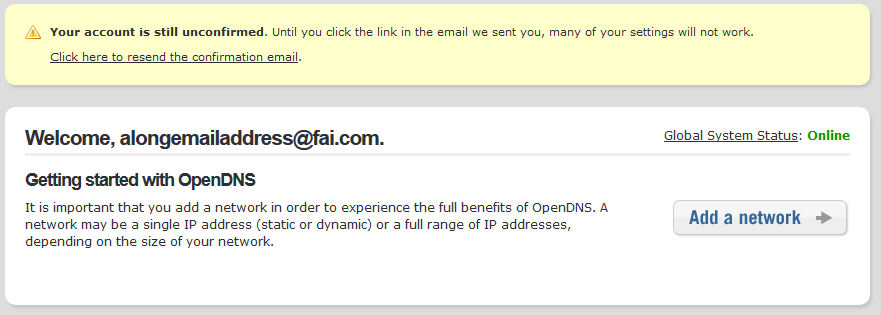 Your account is still unconfirmed. Until you click the link in the email we sent you, many of your settings will not work.
Click here to resend the confirmation email.
Welcome, alongemailaddress@fai.com.
Global System Status: Online
Getting started with OpenDNS
It is important that you add a network in order to experience the full benefits of OpenDNS. A
network may be a single IP address (static or dynamic) or a full range of IP addresses,
depending on the size of your network.
Add a network